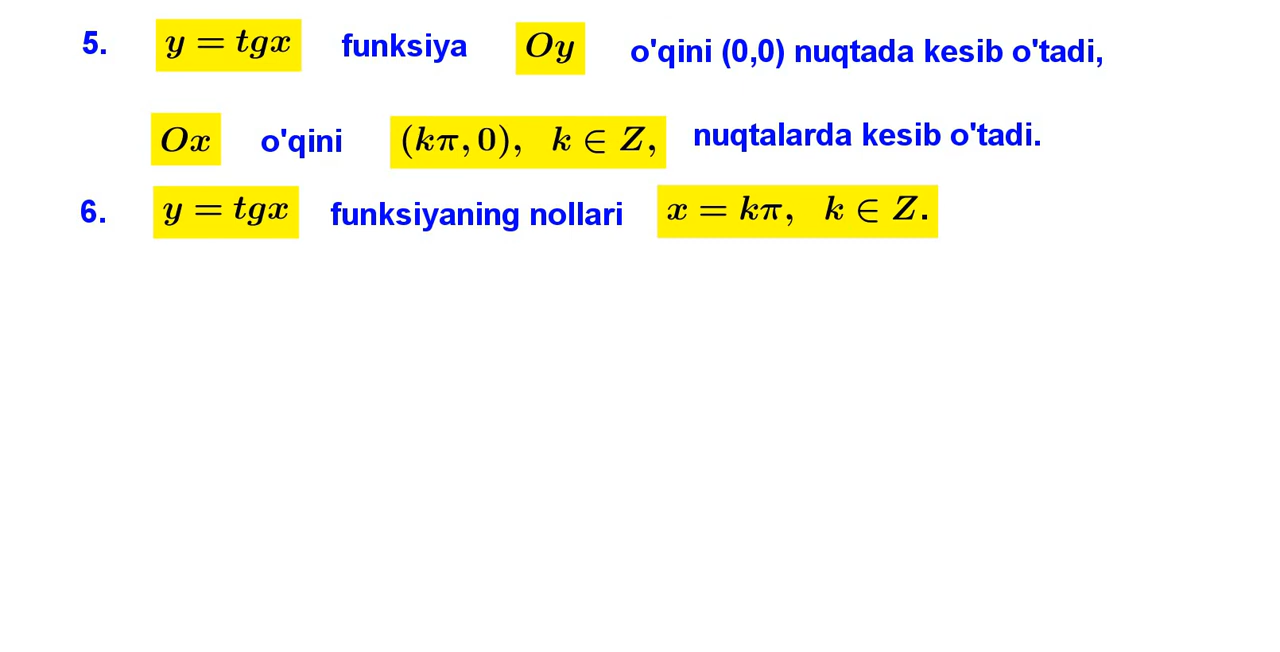 5. y = tgx funksiya Oy o'qini (0,0) nuqtada kesib o'tadi,
Ox o'qini (kπ, 0), k ∈ Z, nuqtalarda kesib o'tadi.
6. y = tgx funksiyaning nollari x = kπ, k ∈ Z.